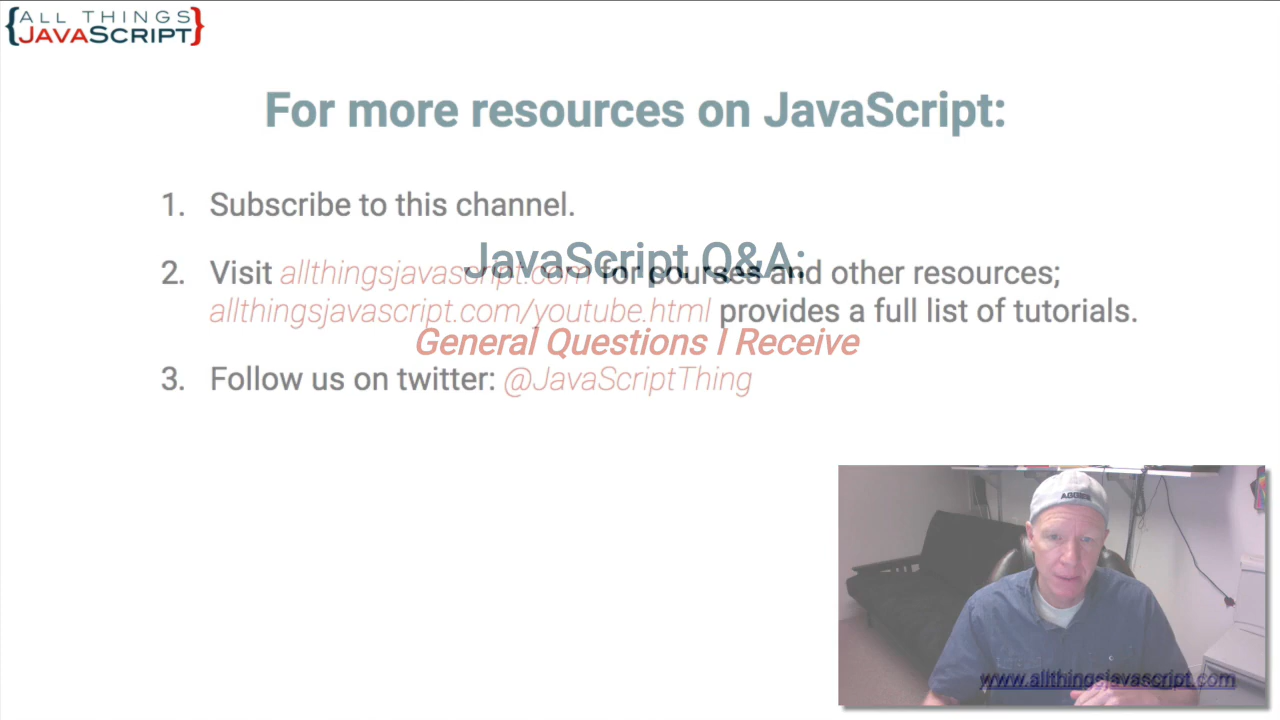 {ALL THINGS
JAVASCRIPT}
For more resources on JavaScript:
1. Subscribe to this channel.
JavaScript Q&A:
2. Visit allthingsjavascript.com for courses and other resources;
allthingsjavascript.com/youtube.html provides a full list of tutorials.
General Questions I Receive
3. Follow us on twitter: @JavaScriptThing
AGGIES
www.allthingsjavascript.com